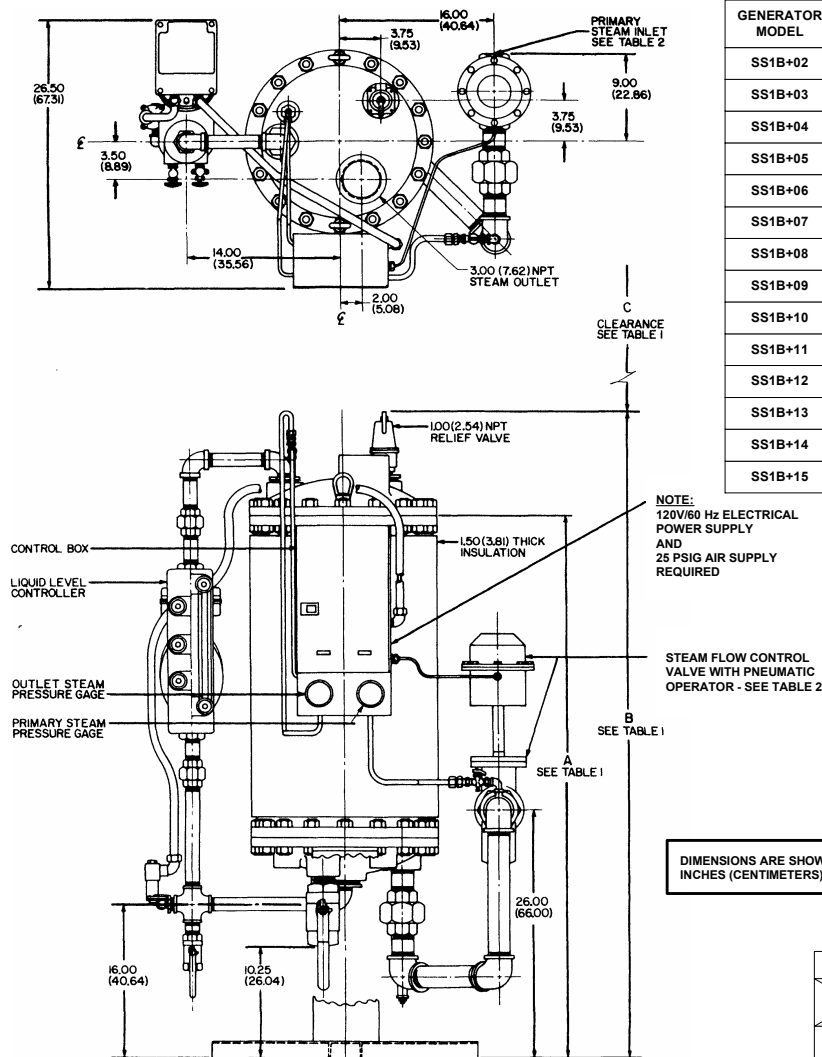 16.00
(40.64)
3.75
(9.53)
PRIMARY
STEAM INLET
SEE TABLE 2
26.50
(67.31)
9.00
(22.86)
3.75
(9.53)
3.50
(8.89)
14.00
(35.56)
3.00 (7.62) NPT
STEAM OUTLET
2.00
(5.08)
C
CLEARANCE
SEE TABLE 1
GENERATOR
MODEL
SS1B+02
SS1B+03
SS1B+04
SS1B+05
SS1B+06
SS1B+07
SS1B+08
SS1B+09
SS1B+10
SS1B+11
SS1B+12
SS1B+13
SS1B+14
SS1B+15
1.00(2.54) NPT
RELIEF VALVE
NOTE:
120V/60 Hz ELECTRICAL
POWER SUPPLY
AND
25 PSIG AIR SUPPLY
REQUIRED
CONTROL BOX
1.50(3.81) THICK
INSULATION
LIQUID LEVEL
CONTROLLER
STEAM FLOW CONTROL
VALVE WITH PNEUMATIC
OPERATOR - SEE TABLE 2
OUTLET STEAM
PRESSURE GAGE
PRIMARY STEAM
PRESSURE GAGE
B
SEE TABLE 1
A
SEE TABLE 1
DIMENSIONS ARE SHOW
INCHES (CENTIMETERS)
26.00
(66.00)
16.00
(40.64)
10.25
(26.04)